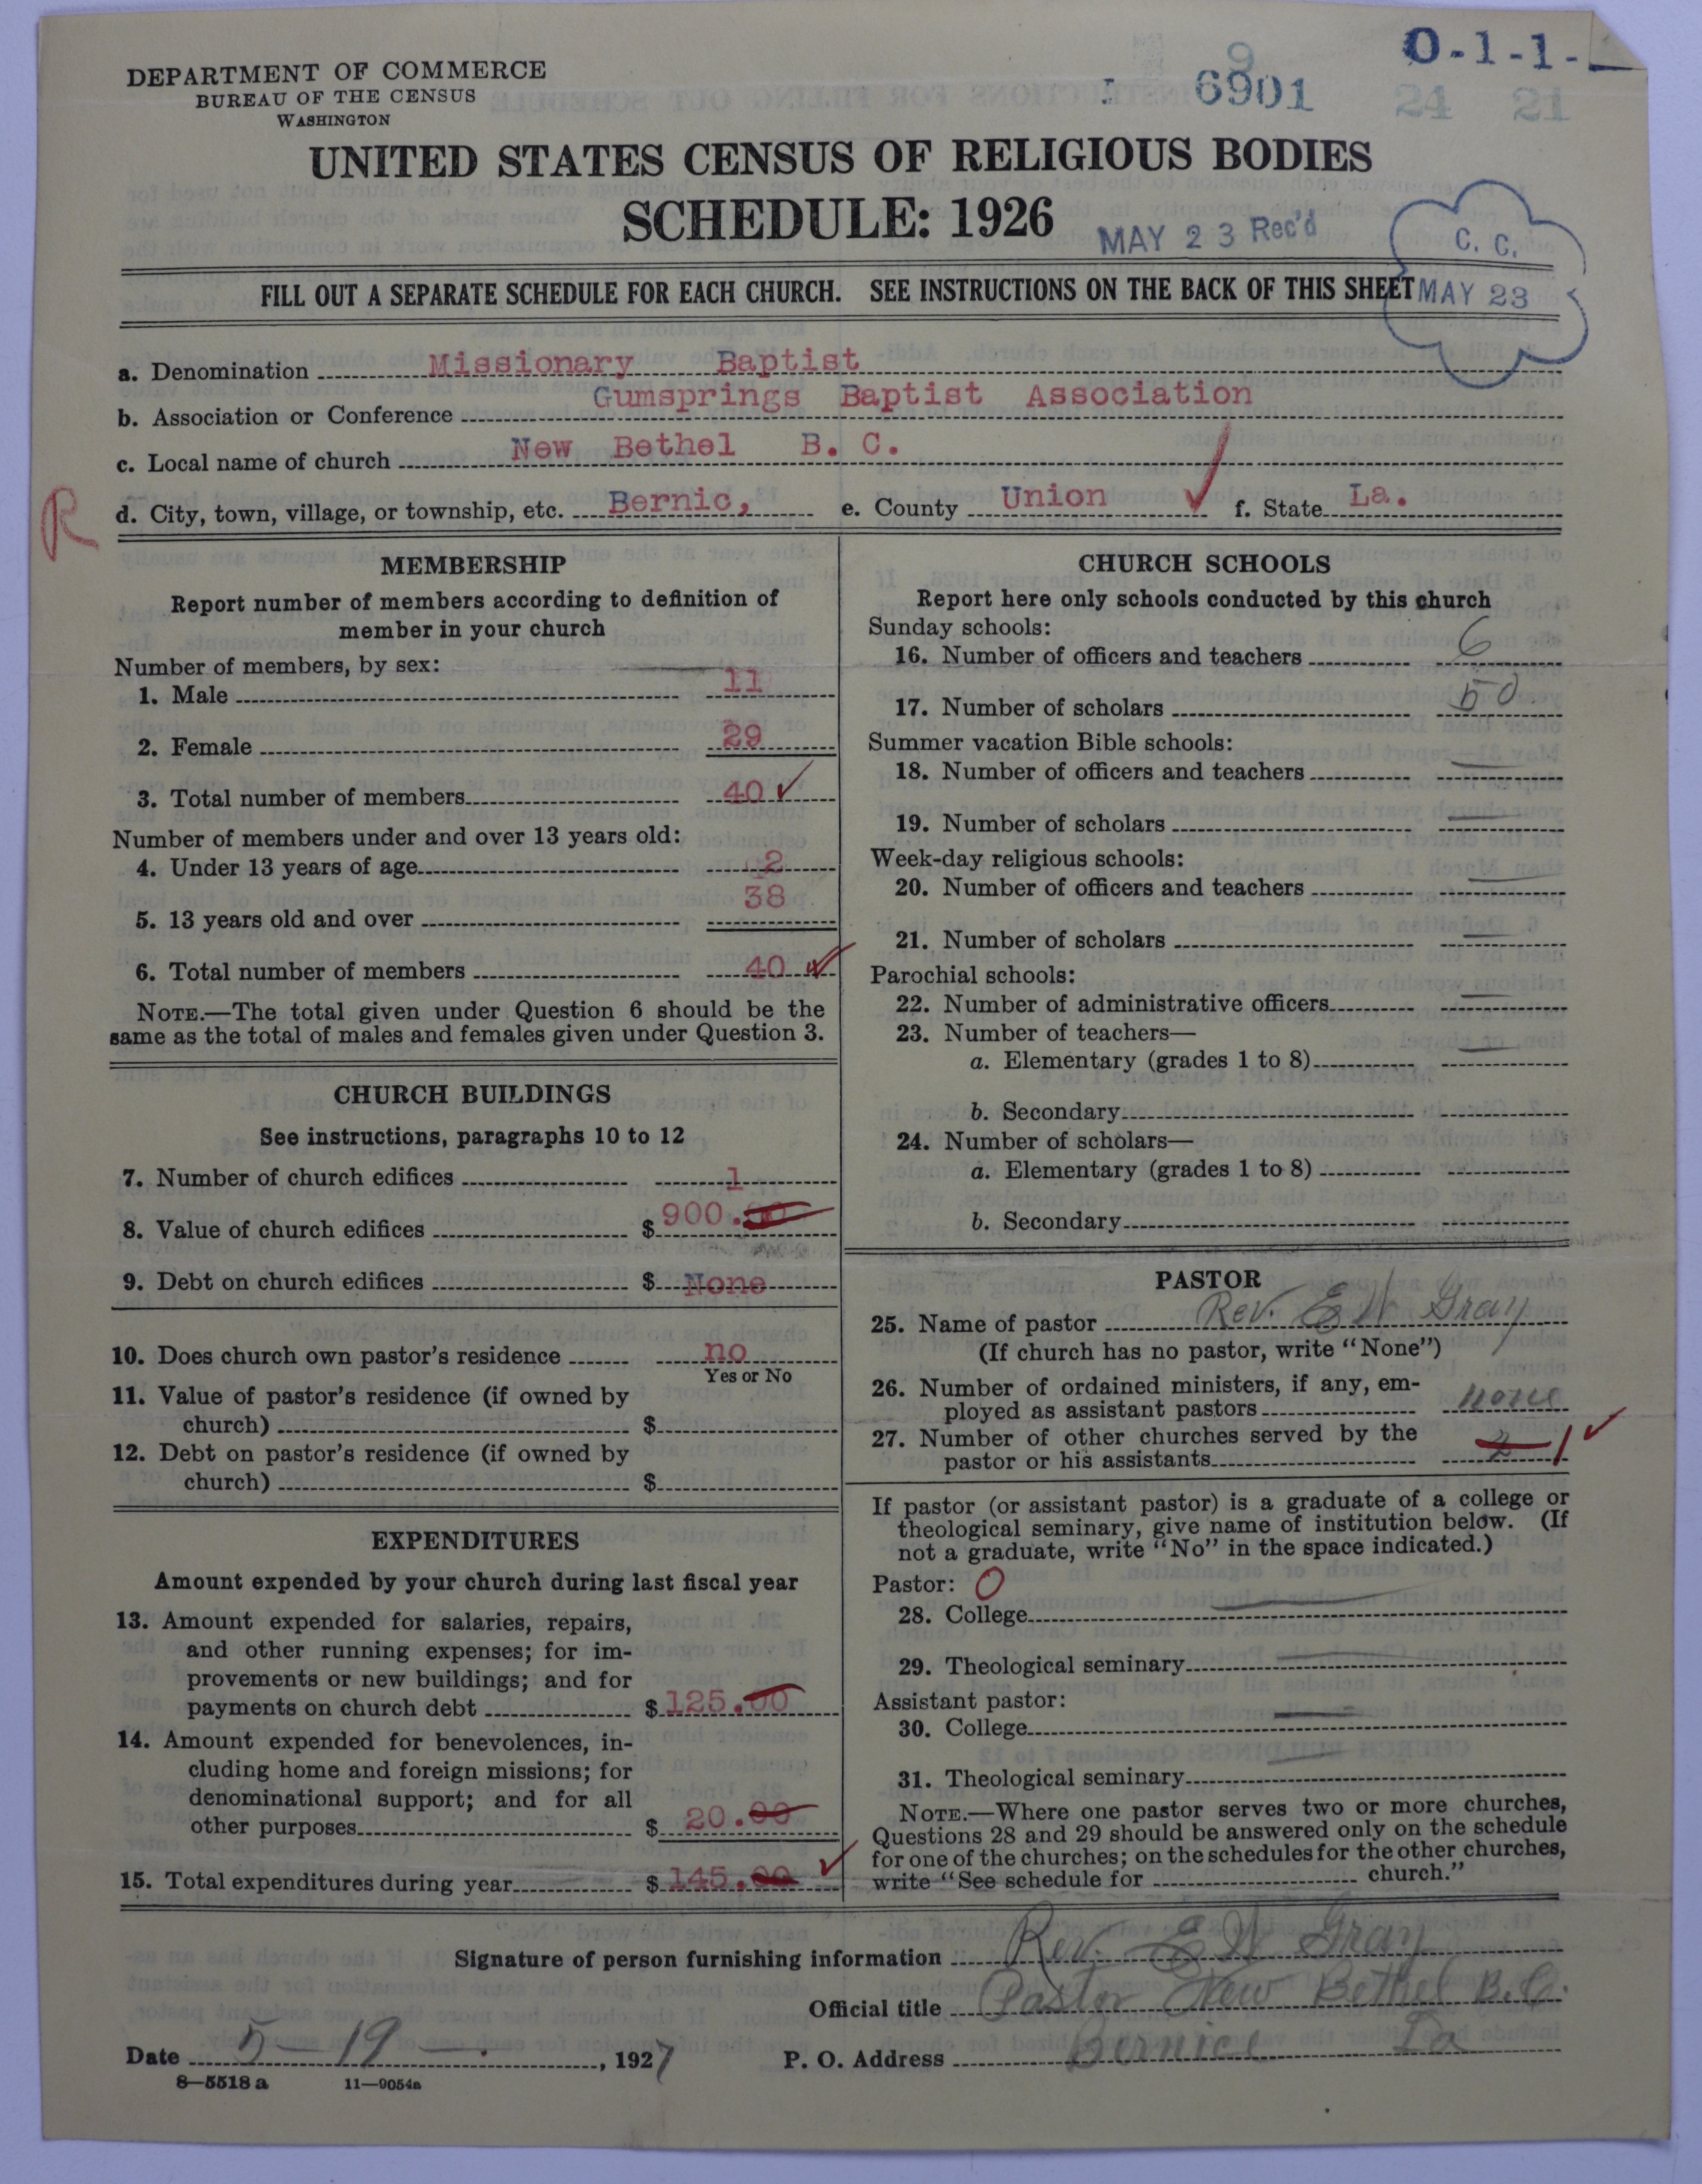 DEPARTMENT OF COMMERCE
BUREAU OF THE CENSUS
WASHINGTON
9
6901
0-1-1-
24 21
UNITED STATES CENSUS OF RELIGIOUS BODIES
SCHEDULE: 1926
MAY 23 Rec'd
C. C.
MAY 23
FILL OUT A SEPARATE SCHEDULE FOR EACH CHURCH. SEE INSTRUCTIONS ON THE BACK OF THIS SHEET
a. Denomination Missionary Baptist
b. Association or Conference Gumsprings Baptist Association
c. Local name of church New Bethel B. C.
R
d. City, town, village, or township, etc. Bernic, e. County Union f. State La.
MEMBERSHIP
Report number of members according to definition of
member in your church
Number of members, by sex:
1. Male 11
2. Female 29
3. Total number of members 40 ✓
Number of members under and over 13 years old:
4. Under 13 years of age 2
5. 13 years old and over 38
6. Total number of members 40 ✓
NOTE.—The total given under Question 6 should be the
same as the total of males and females given under Question 3.
CHURCH BUILDINGS
See instructions, paragraphs 10 to 12
7. Number of church edifices 1
8. Value of church edifices $ 900.00
9. Debt on church edifices $ None
10. Does church own pastor's residence no
Yes or No
11. Value of pastor's residence (if owned by
church) $
12. Debt on pastor's residence (if owned by
church) $
EXPENDITURES
Amount expended by your church during last fiscal year
13. Amount expended for salaries, repairs,
and other running expenses; for im-
provements or new buildings; and for
payments on church debt $ 125.00
14. Amount expended for benevolences, in-
cluding home and foreign missions; for
denominational support; and for all
other purposes $ 20.00
15. Total expenditures during year $ 145.00 ✓
CHURCH SCHOOLS
Report here only schools conducted by this church
Sunday schools:
16. Number of officers and teachers 6
17. Number of scholars 50
Summer vacation Bible schools:
18. Number of officers and teachers —
19. Number of scholars —
Week-day religious schools:
20. Number of officers and teachers —
21. Number of scholars —
Parochial schools:
22. Number of administrative officers —
23. Number of teachers—
a. Elementary (grades 1 to 8) —
b. Secondary
24. Number of scholars—
a. Elementary (grades 1 to 8)
b. Secondary
PASTOR
25. Name of pastor Rev. E W Gray
(If church has no pastor, write "None")
26. Number of ordained ministers, if any, em-
ployed as assistant pastors none
27. Number of other churches served by the
pastor or his assistants 2 1 ✓
If pastor (or assistant pastor) is a graduate of a college or
theological seminary, give name of institution below. (If
not a graduate, write "No" in the space indicated.)
Pastor: O
28. College —
29. Theological seminary —
Assistant pastor:
30. College —
31. Theological seminary —
NOTE.—Where one pastor serves two or more churches,
Questions 28 and 29 should be answered only on the schedule
for one of the churches; on the schedules for the other churches,
write "See schedule for church."
Signature of person furnishing information Rev. E W Gray
Official title Pastor New Bethel B.C.
Date 5-19-, 1927 P. O. Address Bernice La
8—5518 a 11—9054a